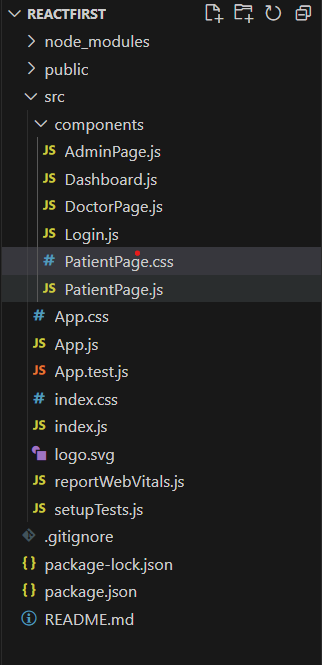 REACTFIRST
node_modules
public
src
components
JS AdminPage.js
JS Dashboard.js
JS DoctorPage.js
JS Login.js
# PatientPage.css
JS PatientPage.js
# App.css
JS App.js
JS App.test.js
# index.css
JS index.js
logo.svg
JS reportWebVitals.js
JS setupTests.js
.gitignore
{} package-lock.json
{} package.json
README.md